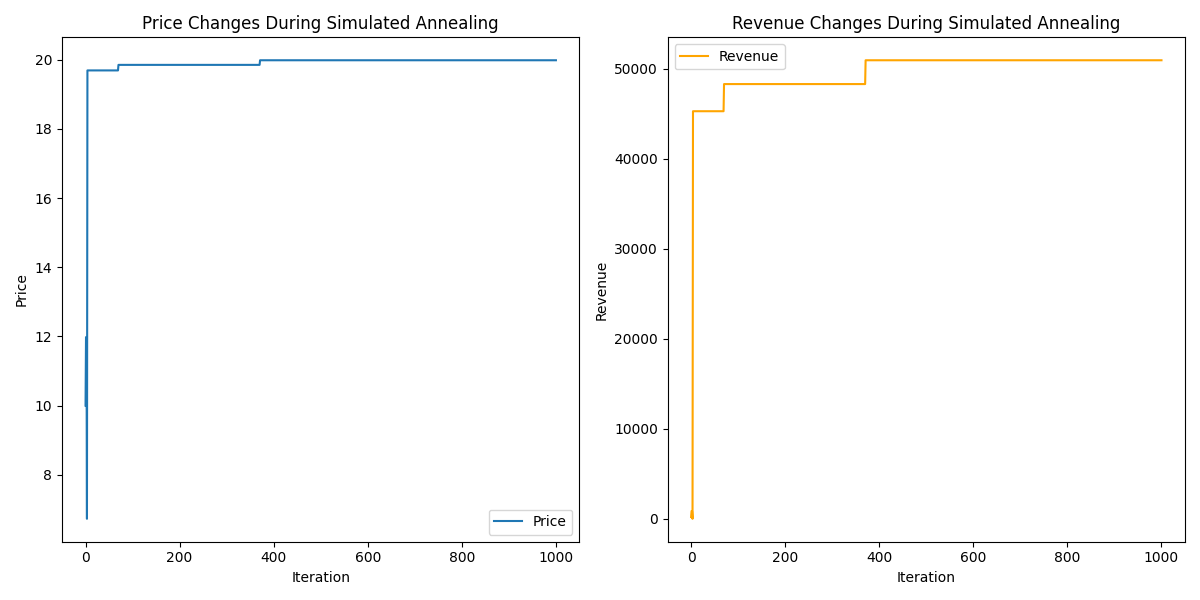 Price Changes During Simulated Annealing
20
18
16
14
12
10
8
Price
Price
0 200 400 600 800 1000
Iteration
Revenue Changes During Simulated Annealing
Revenue
50000
40000
30000
20000
10000
0
Revenue
0 200 400 600 800 1000
Iteration